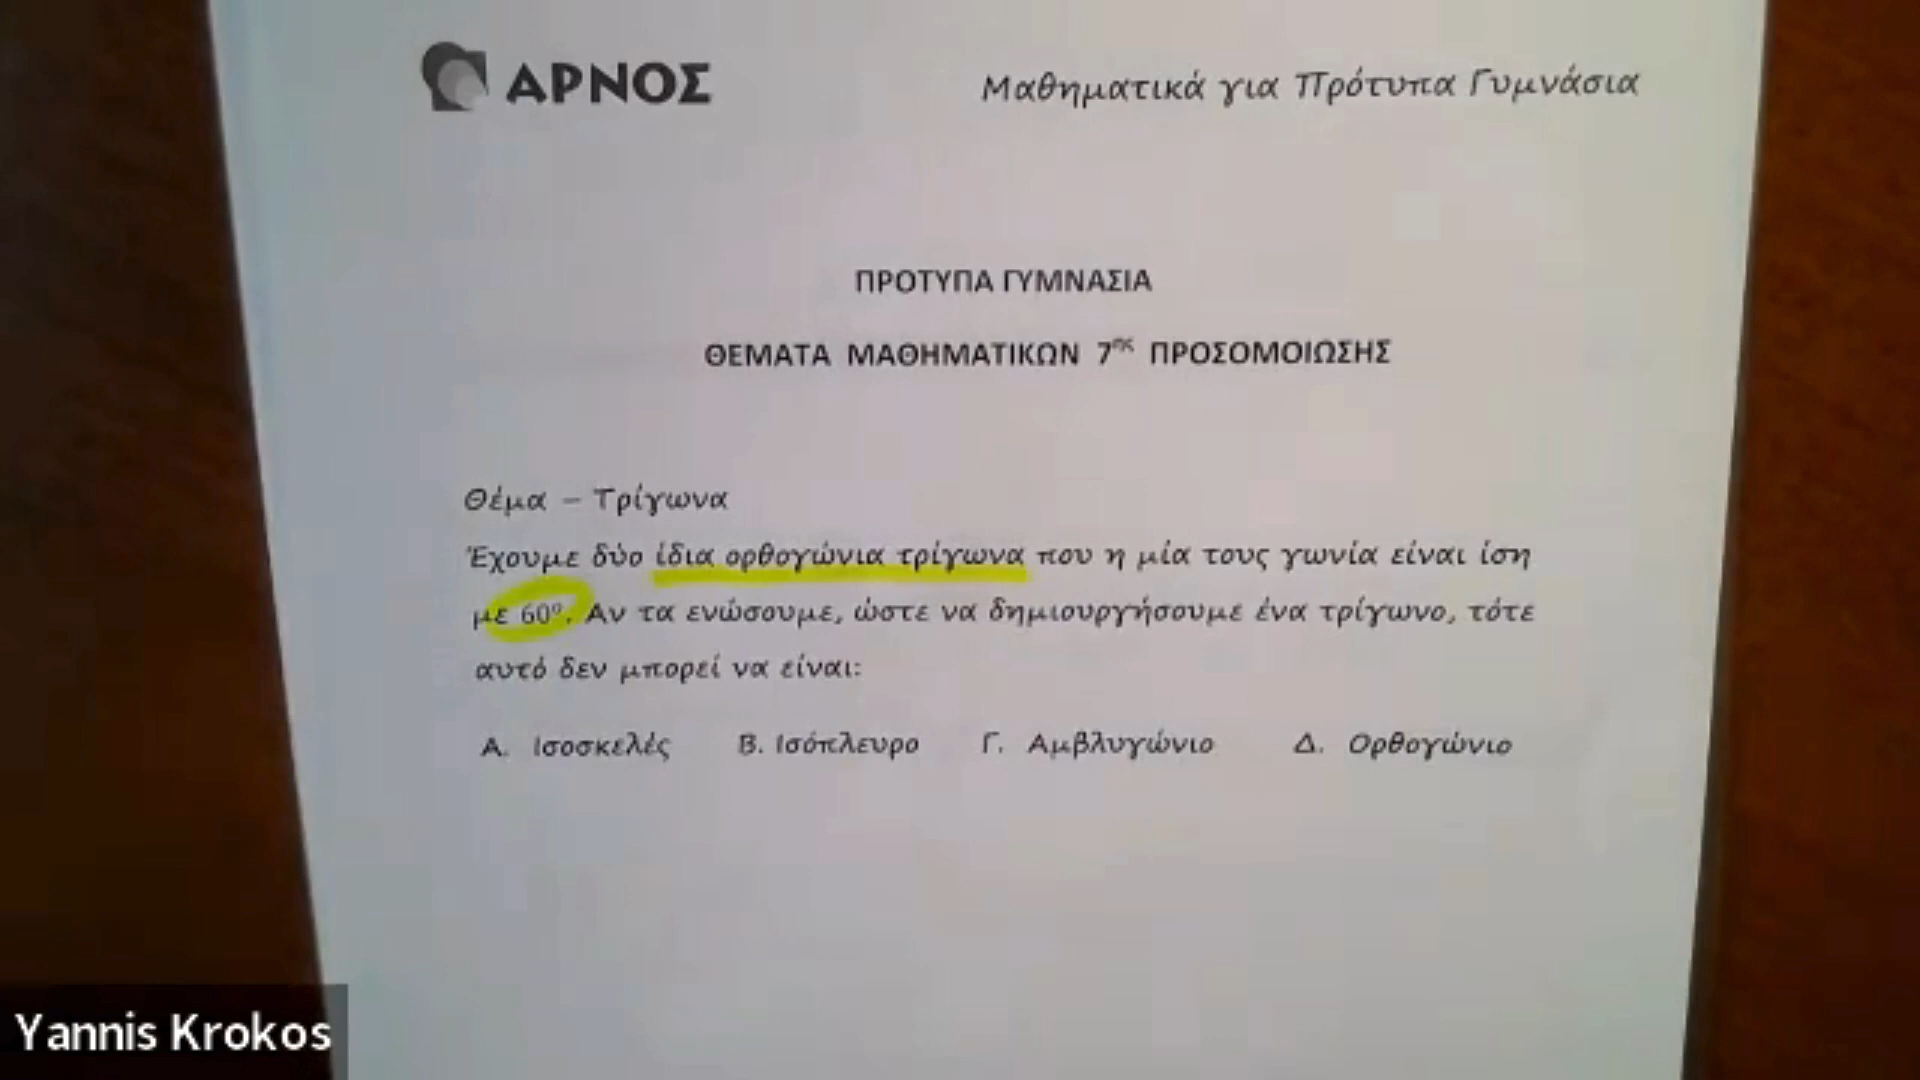 ΑΡΝΟΣ Μαθηματικά για Πρότυπα Γυμνάσια
ΠΡΟΤΥΠΑ ΓΥΜΝΑΣΙΑ
ΘΕΜΑΤΑ ΜΑΘΗΜΑΤΙΚΩΝ 7ης ΠΡΟΣΟΜΟΙΩΣΗΣ
Θέμα – Τρίγωνα
Έχουμε δύο ίδια ορθογώνια τρίγωνα που η μία τους γωνία είναι ίση
με 60º. Αν τα ενώσουμε, ώστε να δημιουργήσουμε ένα τρίγωνο, τότε
αυτό δεν μπορεί να είναι:
Α. Ισοσκελές Β. Ισόπλευρο Γ. Αμβλυγώνιο Δ. Ορθογώνιο
Yannis Krokos